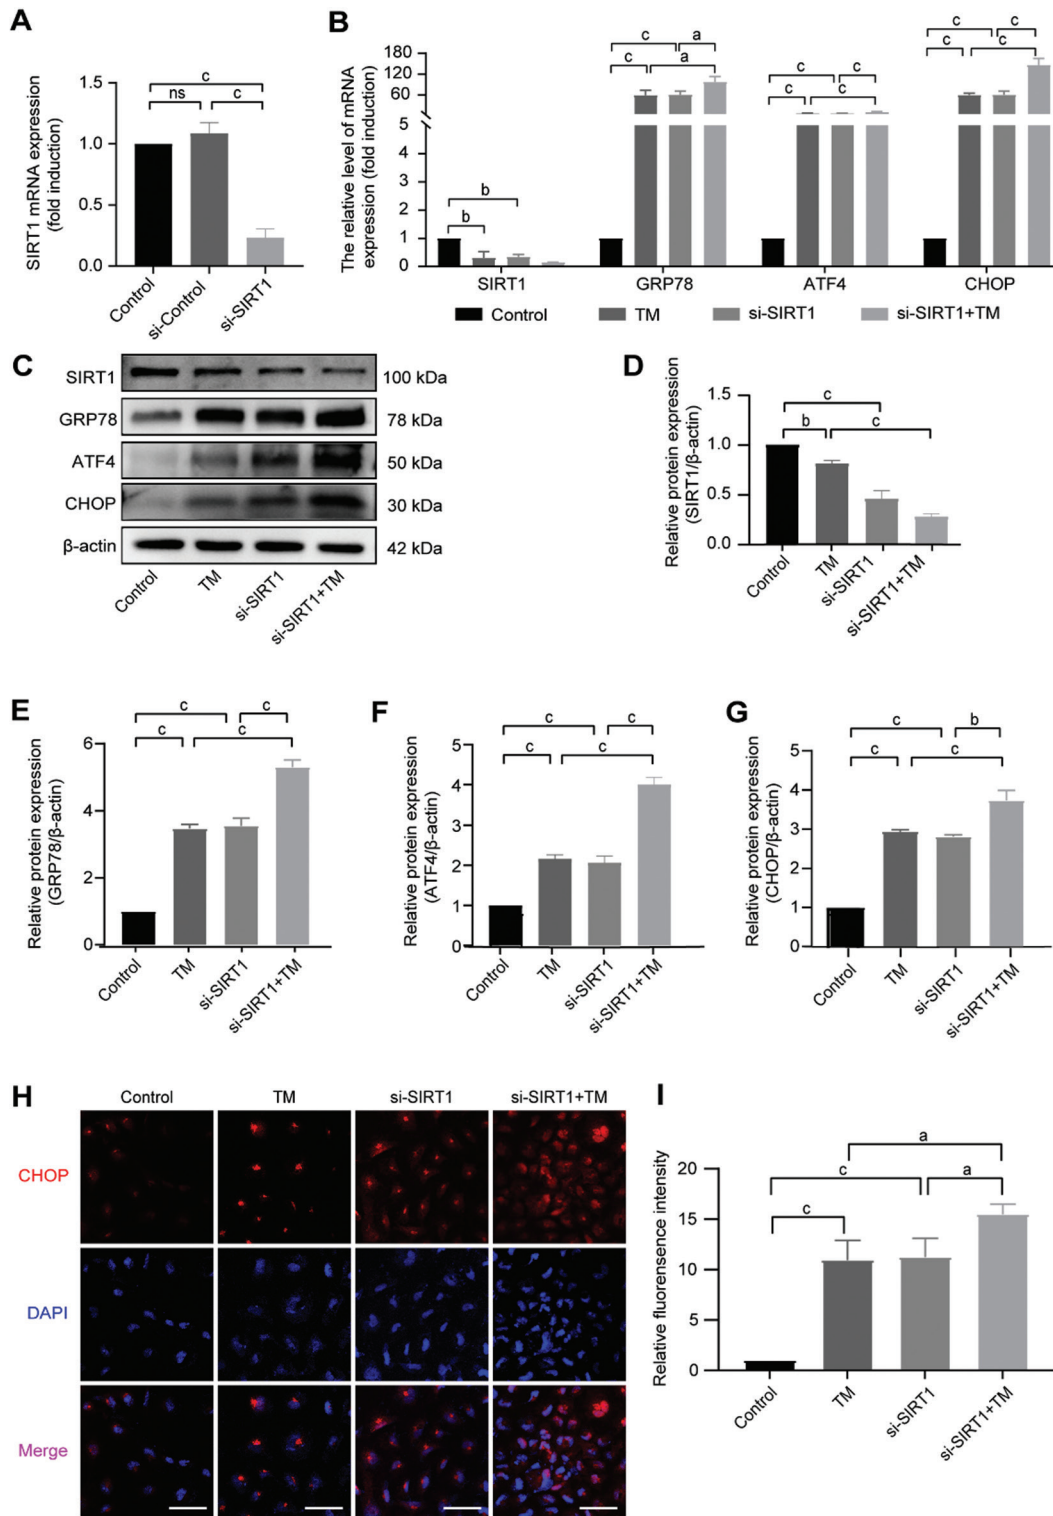 A
SIRT1 mRNA expression
(fold induction)
1.5
1.0
0.5
0.0
c
ns
c
Control
si-Control
si-SIRT1
B
The relative level of mRNA
expression (fold induction)
180
120
60
5
4
3
2
1
0
b
b
c
c
a
c
a
c
c
c
c
c
c
c
c
SIRT1
GRP78
ATF4
CHOP
Control
TM
si-SIRT1
si-SIRT1+TM
C
SIRT1
100 kDa
GRP78
78 kDa
ATF4
50 kDa
CHOP
30 kDa
β-actin
42 kDa
Control
TM
si-SIRT1
si-SIRT1+TM
D
Relative protein expression
(SIRT1/β-actin)
1.5
1.0
0.5
0.0
c
b
c
Control
TM
si-SIRT1
si-SIRT1+TM
E
Relative protein expression
(GRP78/β-actin)
6
4
2
0
c
c
c
c
Control
TM
si-SIRT1
si-SIRT1+TM
F
Relative protein expression
(ATF4/β-actin)
5
4
3
2
1
0
c
c
c
c
Control
TM
si-SIRT1
si-SIRT1+TM
G
Relative protein expression
(CHOP/β-actin)
5
4
3
2
1
0
c
b
c
c
Control
TM
si-SIRT1
si-SIRT1+TM
H
Control
TM
si-SIRT1
si-SIRT1+TM
CHOP
DAPI
Merge
I
Relative fluorensence intensity
20
15
10
5
0
a
c
a
c
Control
TM
si-SIRT1
si-SIRT1+TM